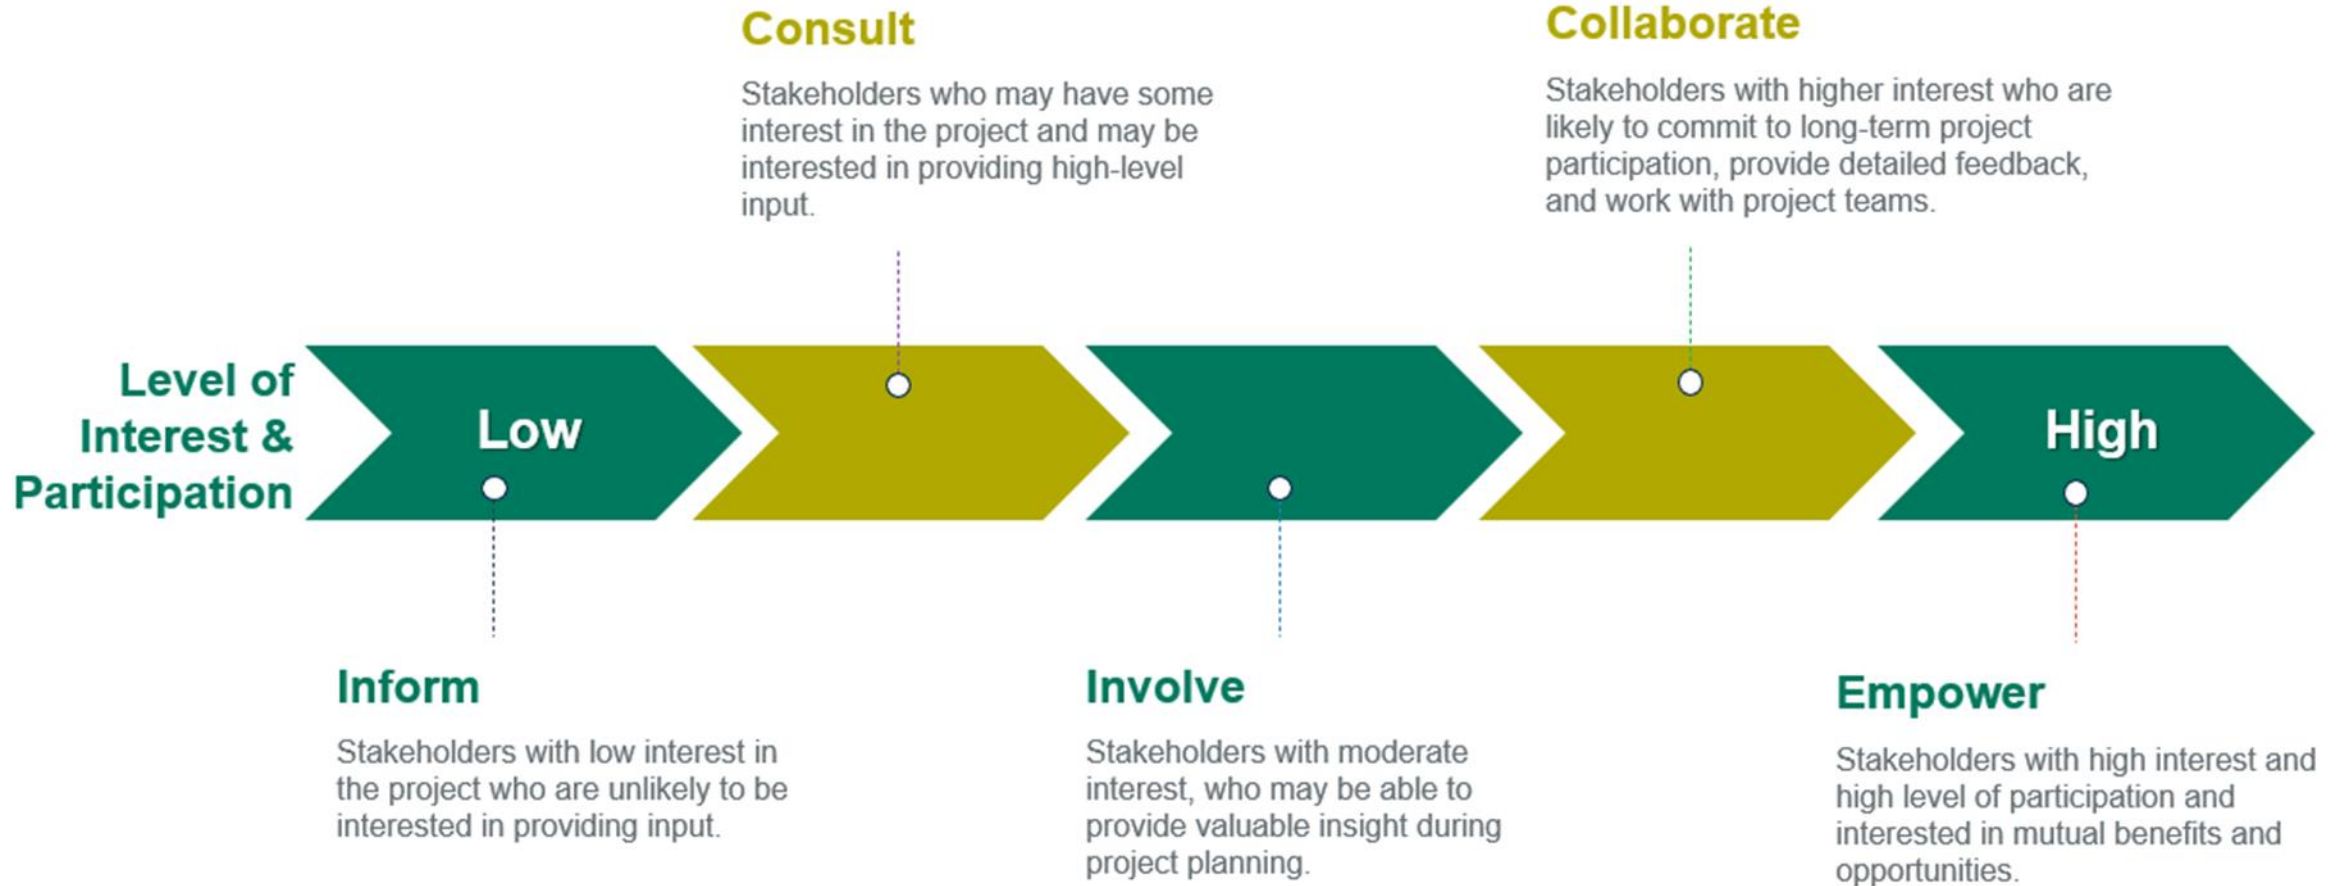 Consult
Stakeholders who may have some
interest in the project and may be
interested in providing high-level
input.
Collaborate
Stakeholders with higher interest who are
likely to commit to long-term project
participation, provide detailed feedback,
and work with project teams.
Level of
Interest &
Participation
Low
High
Inform
Stakeholders with low interest in
the project who are unlikely to be
interested in providing input.
Involve
Stakeholders with moderate
interest, who may be able to
provide valuable insight during
project planning.
Empower
Stakeholders with high interest and
high level of participation and
interested in mutual benefits and
opportunities.